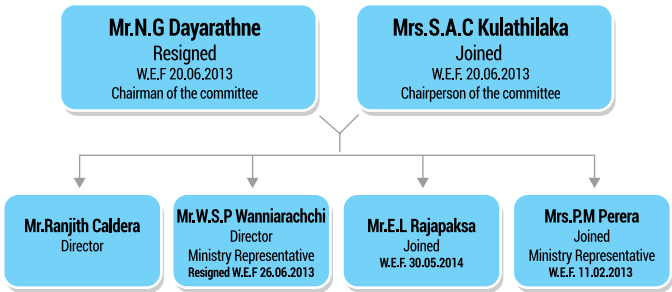 Mr.N.G Dayarathne
Resigned
W.E.F 20.06.2013
Chairman of the committee
Mrs.S.A.C Kulathilaka
Joined
W.E.F. 20.06.2013
Chairperson of the committee
Mr.Ranjith Caldera
Director
Mr.W.S.P Wanniarachchi
Director
Ministry Representative
Resigned W.E.F 26.06.2013
Mr.E.L Rajapaksa
Joined
W.E.F. 30.05.2014
Mrs.P.M Perera
Joined
Ministry Representative
W.E.F. 11.02.2013